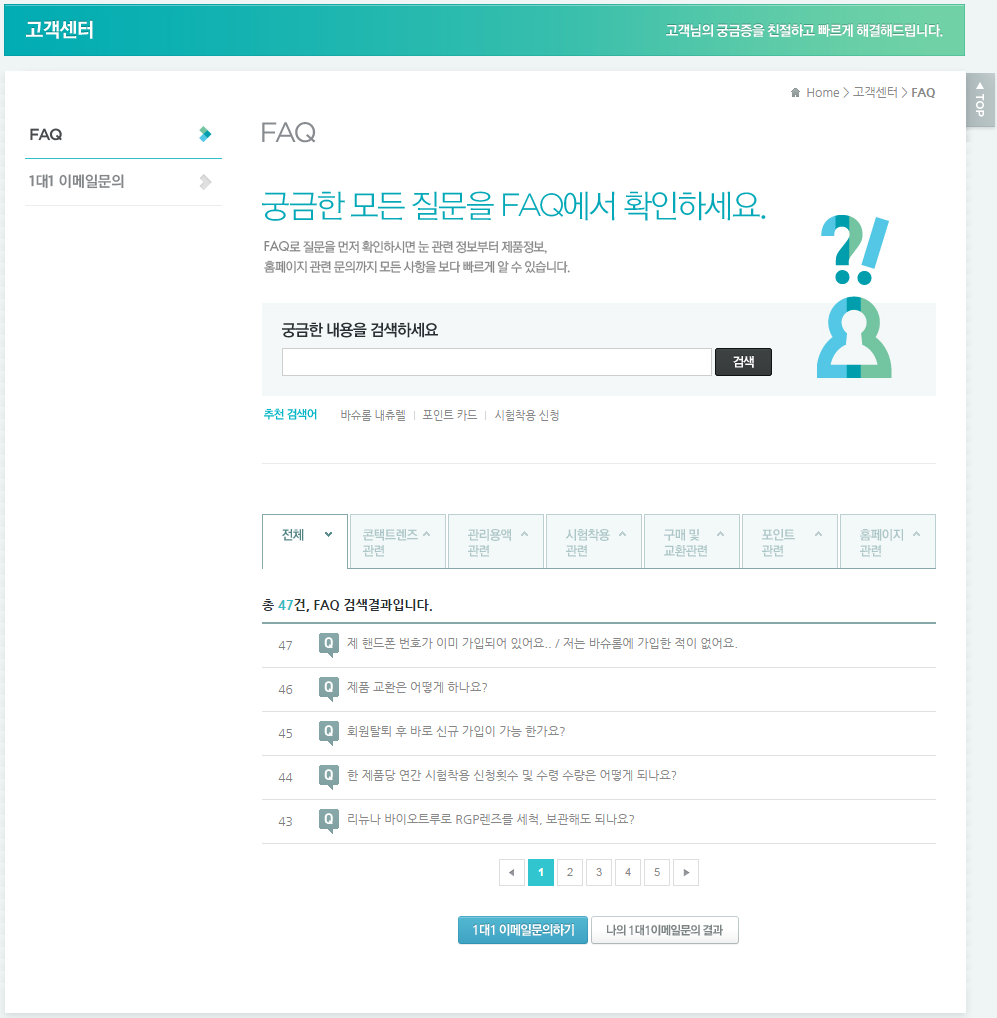 고객센터
고객님의 궁금증을 친절하고 빠르게 해결해드립니다.
Home > 고객센터 > FAQ
TOP
FAQ
1대1 이메일문의
FAQ
궁금한 모든 질문을 FAQ에서 확인하세요.
FAQ로 질문을 먼저 확인하시면 눈 관련 정보부터 제품정보,
홈페이지 관련 문의까지 모든 사항을 보다 빠르게 알 수 있습니다.
궁금한 내용을 검색하세요
검색
추천 검색어 바슈롬 내츄렐 | 포인트 카드 | 시험착용 신청
전체
콘택트렌즈
관련
관리용액
관련
시험착용
관련
구매 및
교환관련
포인트
관련
홈페이지
관련
총 47건, FAQ 검색결과입니다.
47 Q 제 핸드폰 번호가 이미 가입되어 있어요.. / 저는 바슈롬에 가입한 적이 없어요.
46 Q 제품 교환은 어떻게 하나요?
45 Q 회원탈퇴 후 바로 신규 가입이 가능 한가요?
44 Q 한 제품당 연간 시험착용 신청횟수 및 수령 수량은 어떻게 되나요?
43 Q 리뉴나 바이오트루로 RGP렌즈를 세척, 보관해도 되나요?
1 2 3 4 5
1대1 이메일문의하기 나의 1대1이메일문의 결과